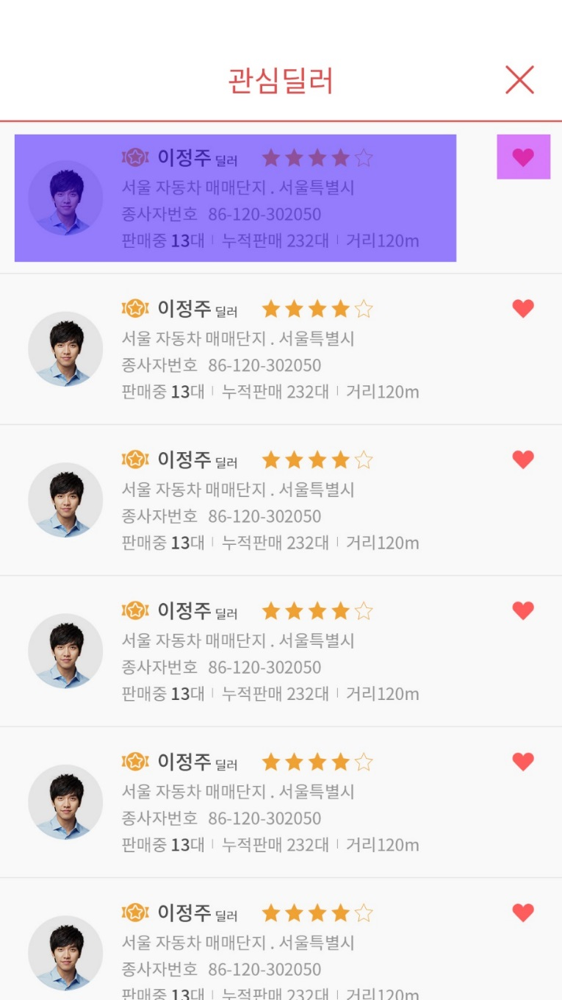 관심딜러
이정주 딜러
서울 자동차 매매단지 . 서울특별시
종사자번호 86-120-302050
판매중 13대 | 누적판매 232대 | 거리120m
이정주 딜러
서울 자동차 매매단지 . 서울특별시
종사자번호 86-120-302050
판매중 13대 | 누적판매 232대 | 거리120m
이정주 딜러
서울 자동차 매매단지 . 서울특별시
종사자번호 86-120-302050
판매중 13대 | 누적판매 232대 | 거리120m
이정주 딜러
서울 자동차 매매단지 . 서울특별시
종사자번호 86-120-302050
판매중 13대 | 누적판매 232대 | 거리120m
이정주 딜러
서울 자동차 매매단지 . 서울특별시
종사자번호 86-120-302050
판매중 13대 | 누적판매 232대 | 거리120m
이정주 딜러
서울 자동차 매매단지 . 서울특별시
종사자번호 86-120-302050
판매중 13대 | 누적판매 232대 | 거리120m